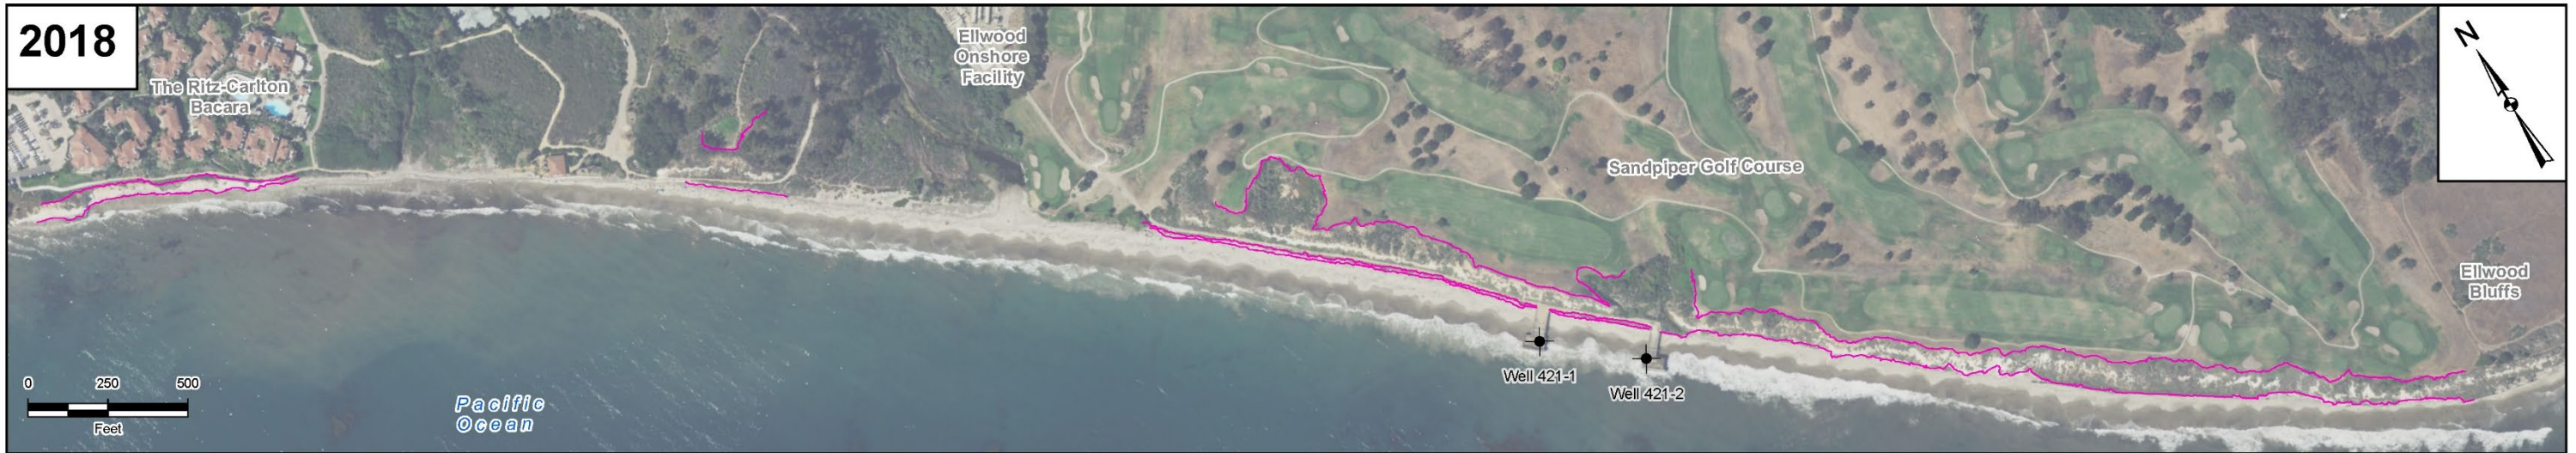 2018
The Ritz-Carlton
Bacara
Ellwood
Onshore
Facility
N
Sandpiper Golf Course
Ellwood
Bluffs
Well 421-1
Well 421-2
0 250 500
Feet
Pacific
Ocean